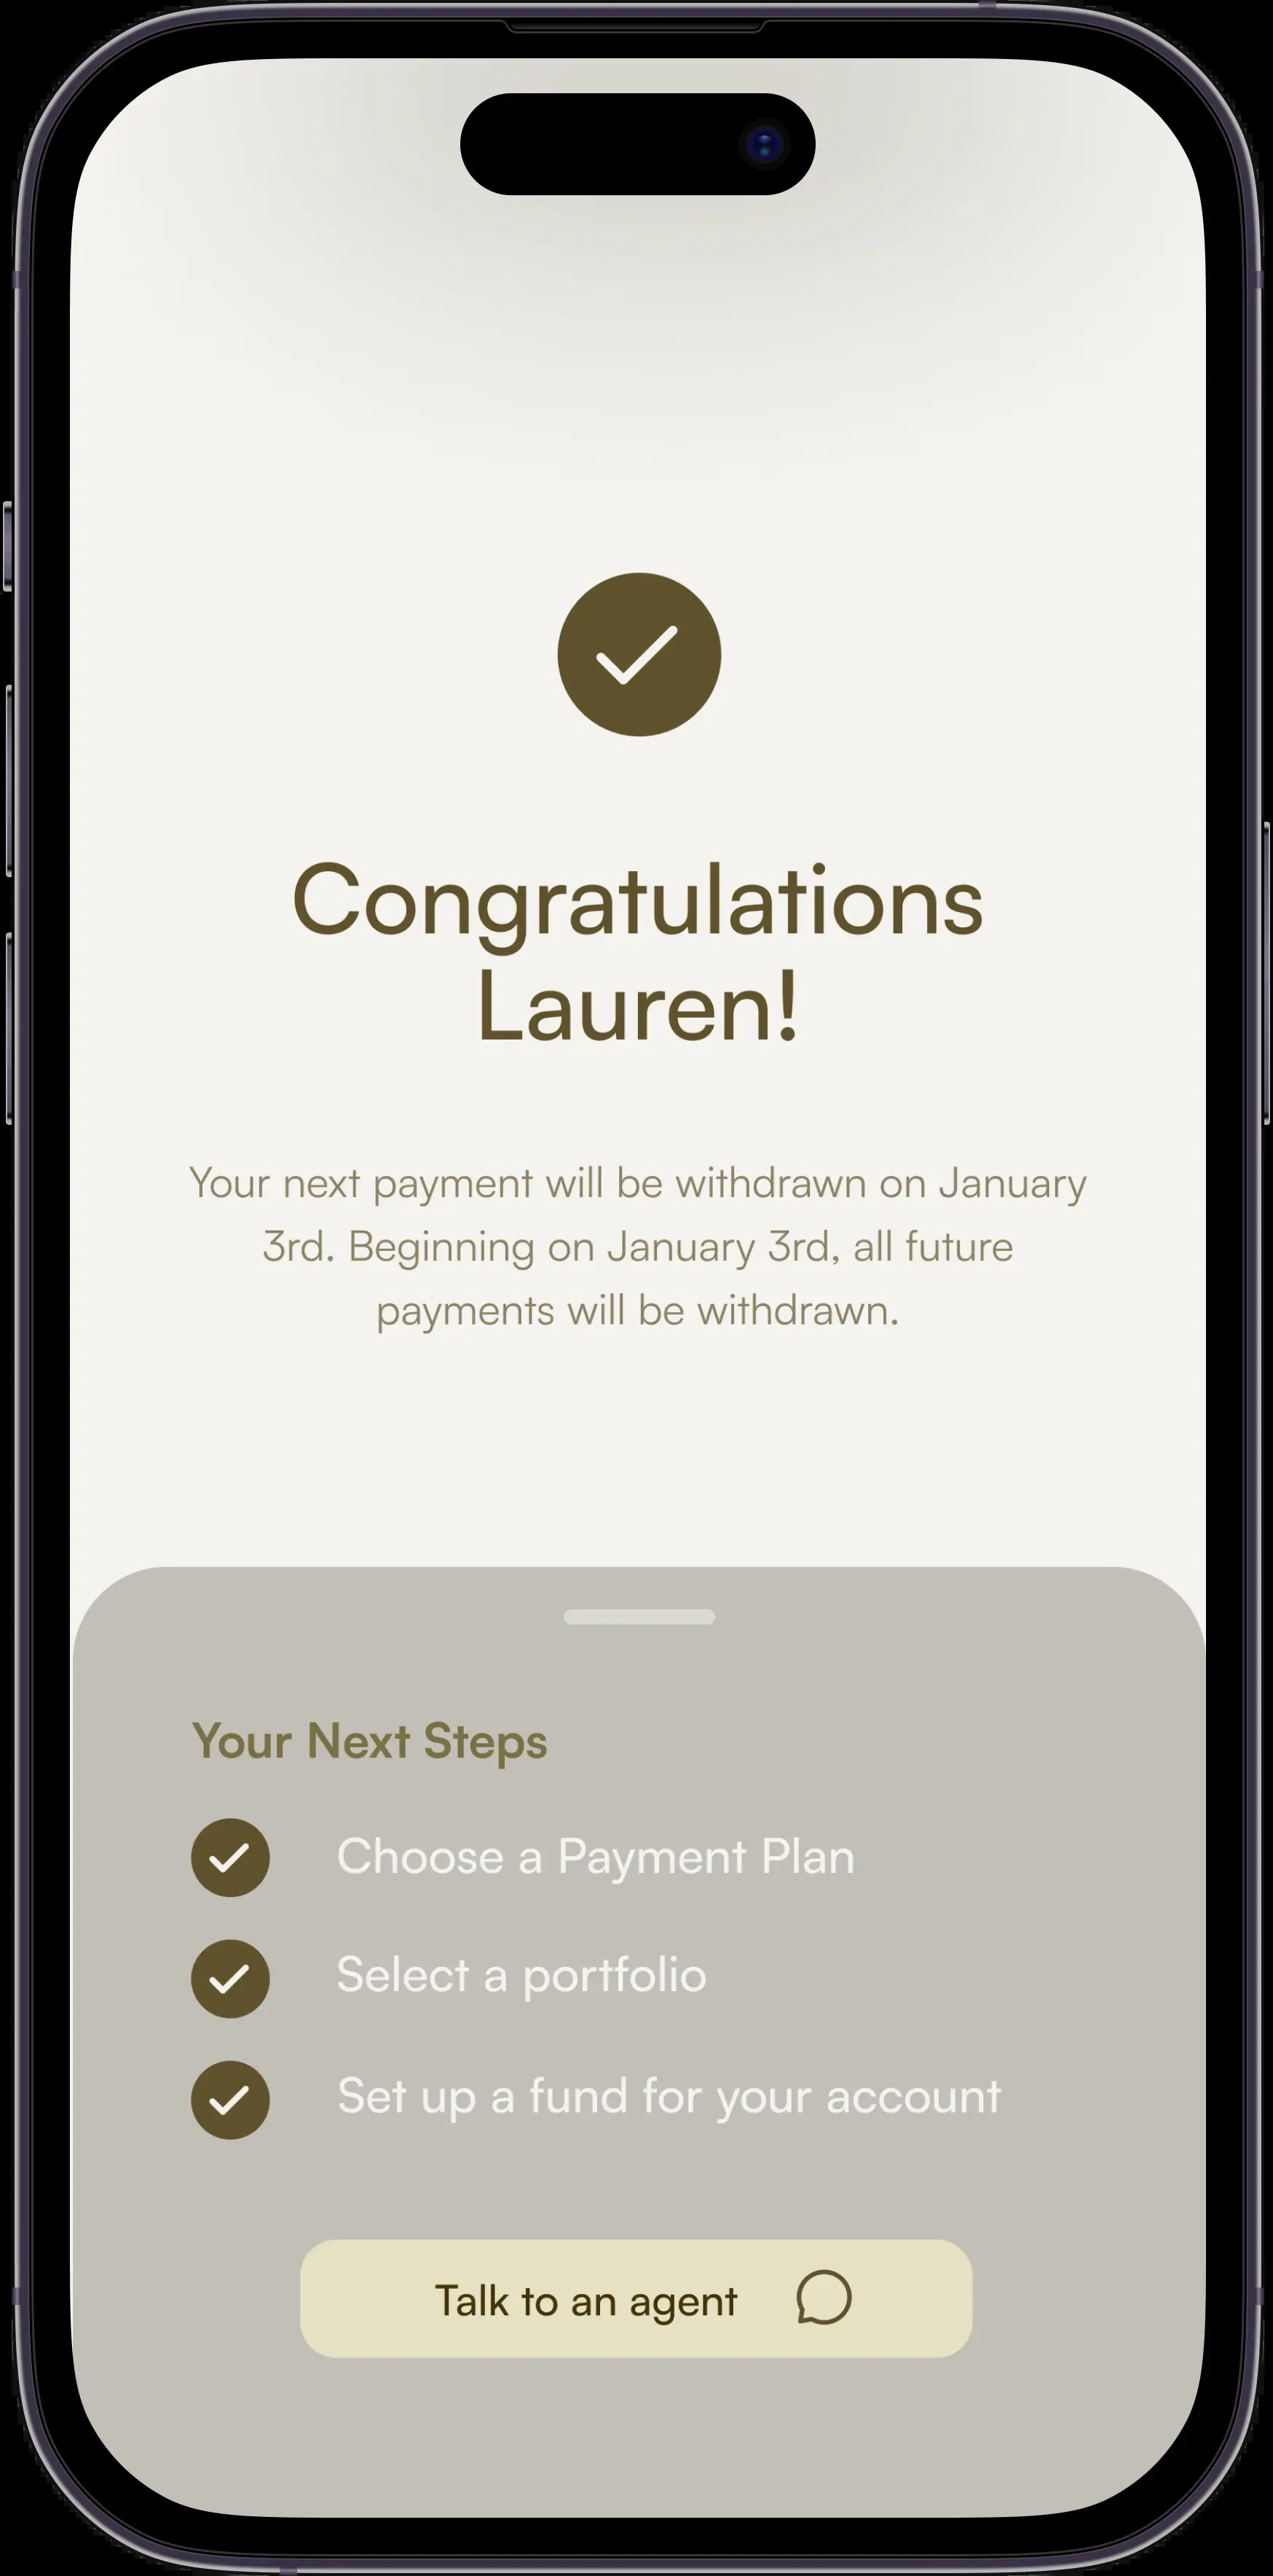 Congratulations
Lauren!
Your next payment will be withdrawn on January
3rd. Beginning on January 3rd, all future
payments will be withdrawn.
Your Next Steps
Choose a Payment Plan
Select a portfolio
Set up a fund for your account
Talk to an agent